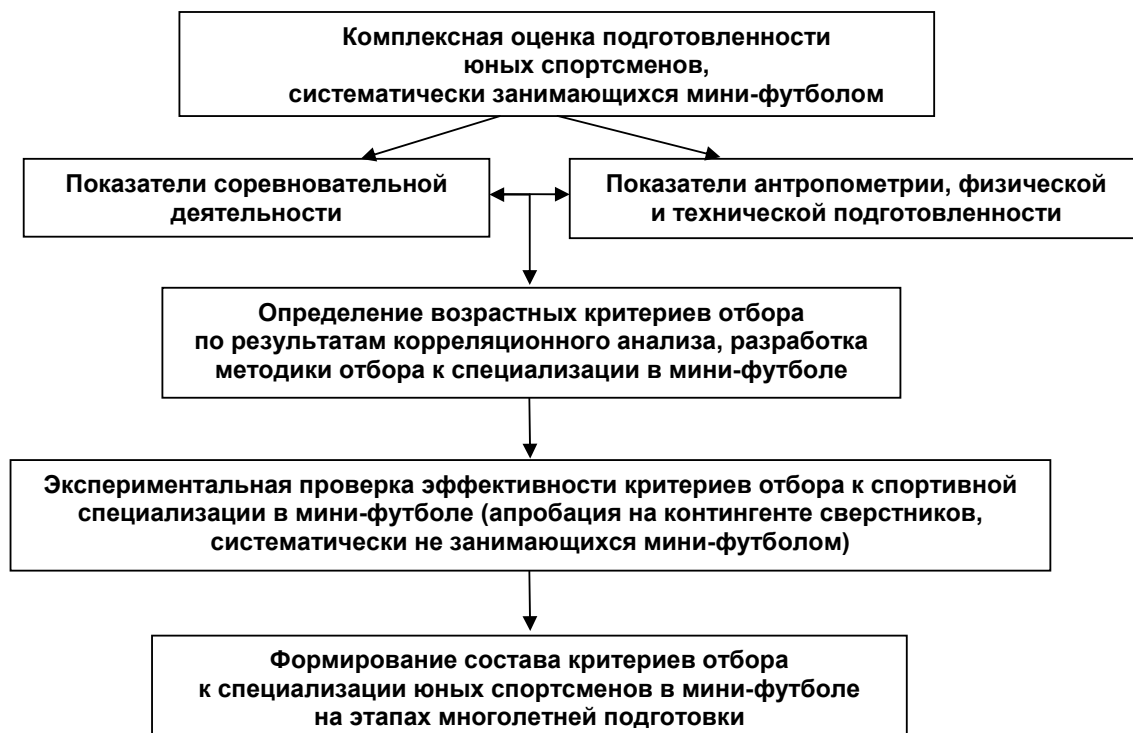 Комплексная оценка подготовленности
юных спортсменов,
систематически занимающихся мини-футболом
Показатели соревновательной
деятельности
Показатели антропометрии, физической
и технической подготовленности
Определение возрастных критериев отбора
по результатам корреляционного анализа, разработка
методики отбора к специализации в мини-футболе
Экспериментальная проверка эффективности критериев отбора к спортивной
специализации в мини-футболе (апробация на контингенте сверстников,
систематически не занимающихся мини-футболом)
Формирование состава критериев отбора
к специализации юных спортсменов в мини-футболе
на этапах многолетней подготовки